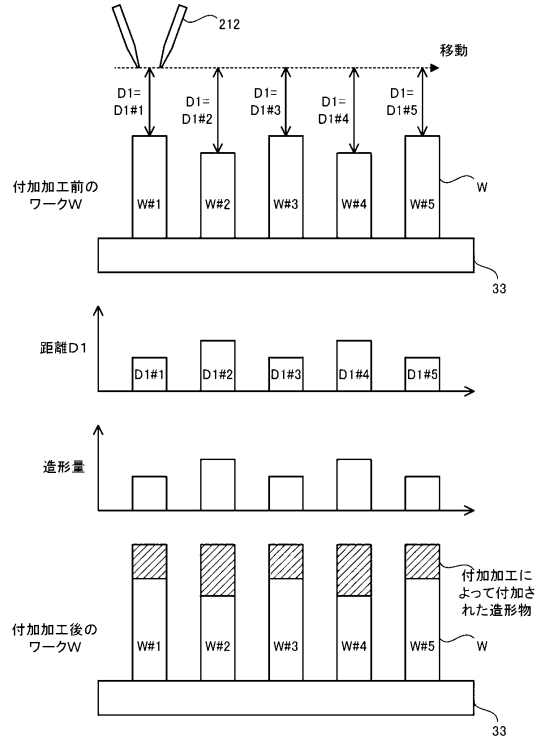 212
移動
D1=
D1#1
D1=
D1#2
D1=
D1#3
D1=
D1#4
D1=
D1#5
付加加工前の
ワークW
W#1
W#2
W#3
W#4
W#5
W
33
距離D1
D1#1
D1#2
D1#3
D1#4
D1#5
造形量
付加加工に
よって付加さ
れた造形物
付加加工後の
ワークW
W#1
W#2
W#3
W#4
W#5
W
33